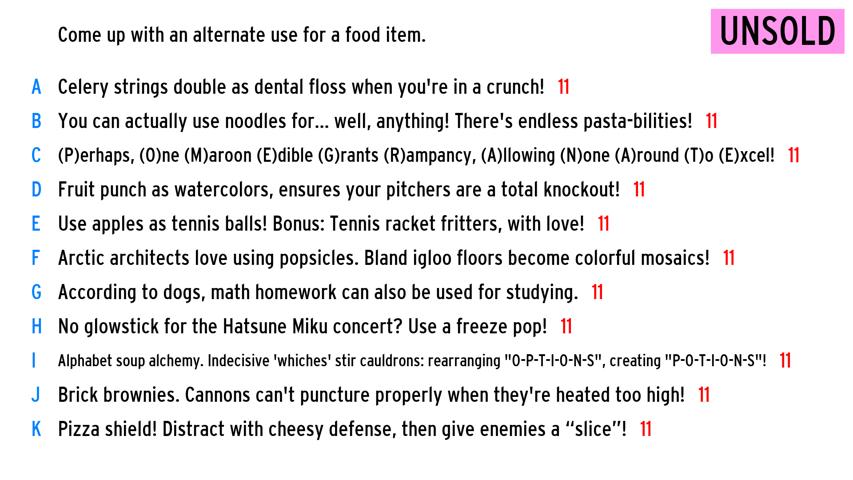 Come up with an alternate use for a food item.
UNSOLD
A Celery strings double as dental floss when you're in a crunch! 11
B You can actually use noodles for... well, anything! There's endless pasta-bilities! 11
C (P)erhaps, (O)ne (M)aroon (E)dible (G)rants (R)ampancy, (A)llowing (N)one (A)round (T)o (E)xcel! 11
D Fruit punch as watercolors, ensures your pitchers are a total knockout! 11
E Use apples as tennis balls! Bonus: Tennis racket fritters, with love! 11
F Arctic architects love using popsicles. Bland igloo floors become colorful mosaics! 11
G According to dogs, math homework can also be used for studying. 11
H No glowstick for the Hatsune Miku concert? Use a freeze pop! 11
I Alphabet soup alchemy. Indecisive 'whiches' stir cauldrons: rearranging "O-P-T-I-O-N-S", creating "P-O-T-I-O-N-S"! 11
J Brick brownies. Cannons can't puncture properly when they're heated too high! 11
K Pizza shield! Distract with cheesy defense, then give enemies a “slice”! 11